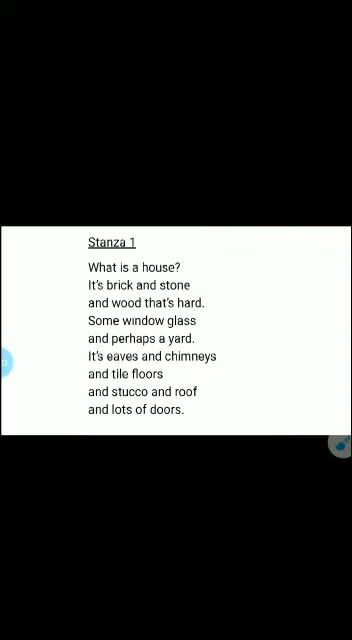 Stanza 1
What is a house?
It's brick and stone
and wood that's hard.
Some window glass
and perhaps a yard.
It's eaves and chimneys
and tile floors
and stucco and roof
and lots of doors.